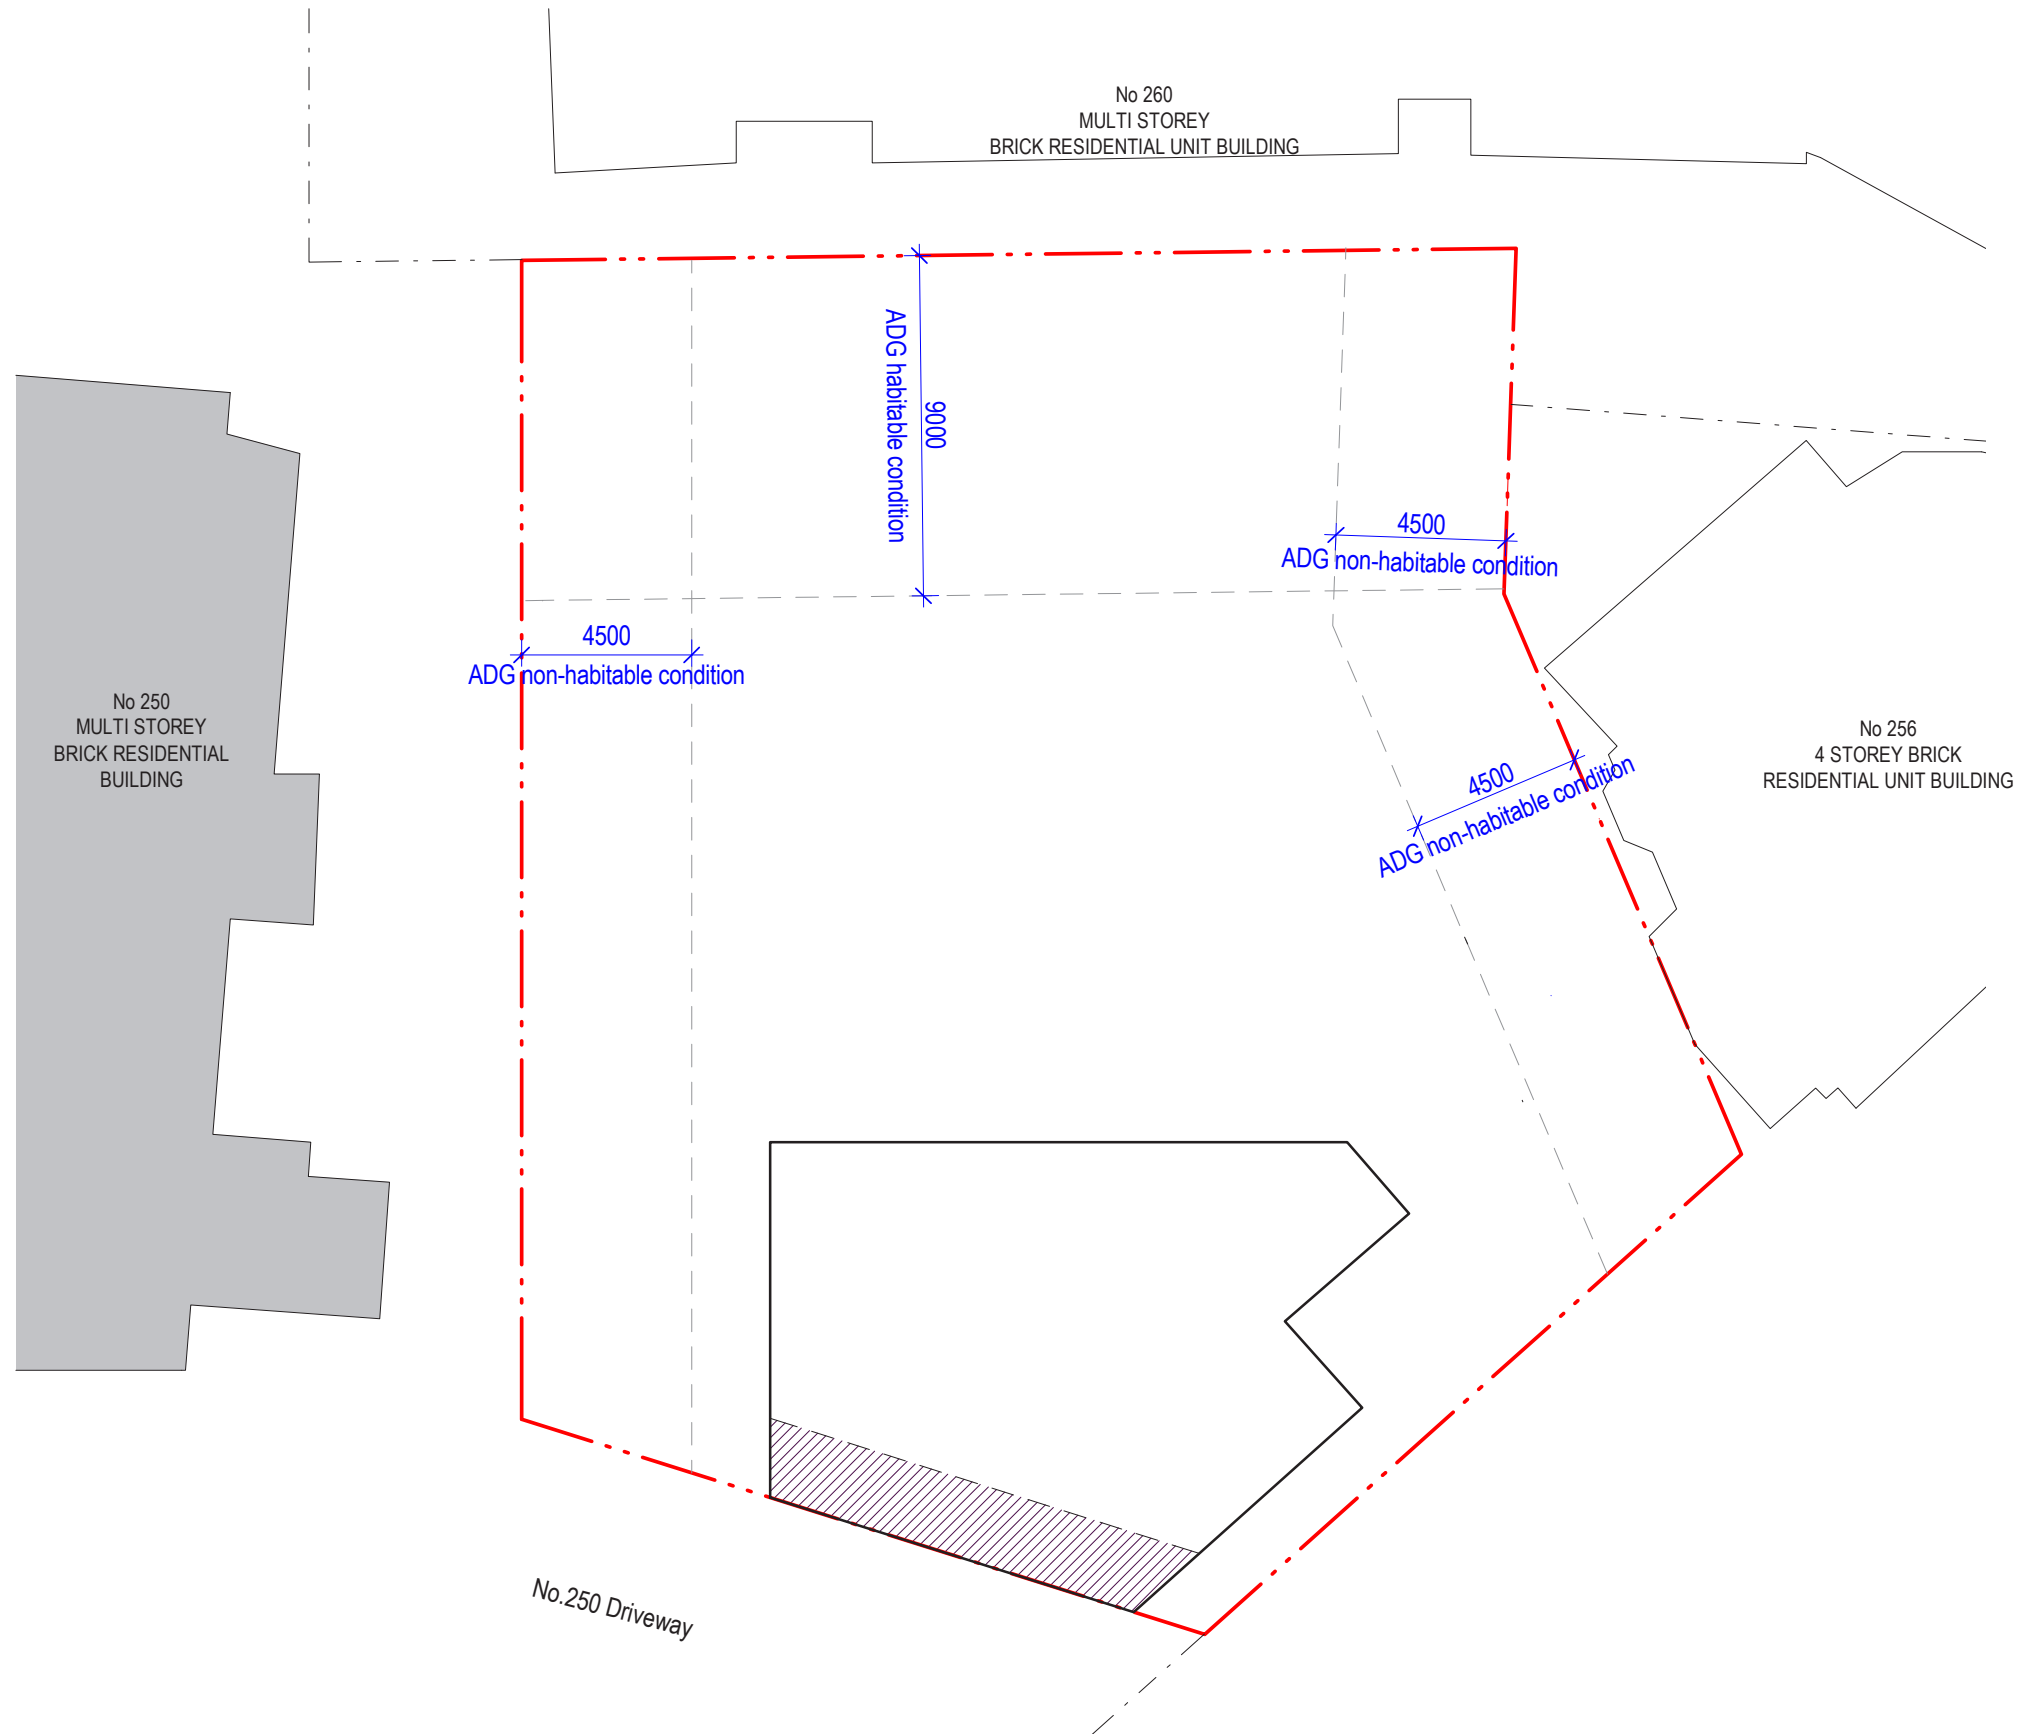 No 260
MULTI STOREY
BRICK RESIDENTIAL UNIT BUILDING
ADG habitable condition
9000
4500
ADG non-habitable condition
4500
ADG non-habitable condition
No 250
MULTI STOREY
BRICK RESIDENTIAL
BUILDING
4500
ADG non-habitable condition
No 256
4 STOREY BRICK
RESIDENTIAL UNIT BUILDING
No.250 Driveway